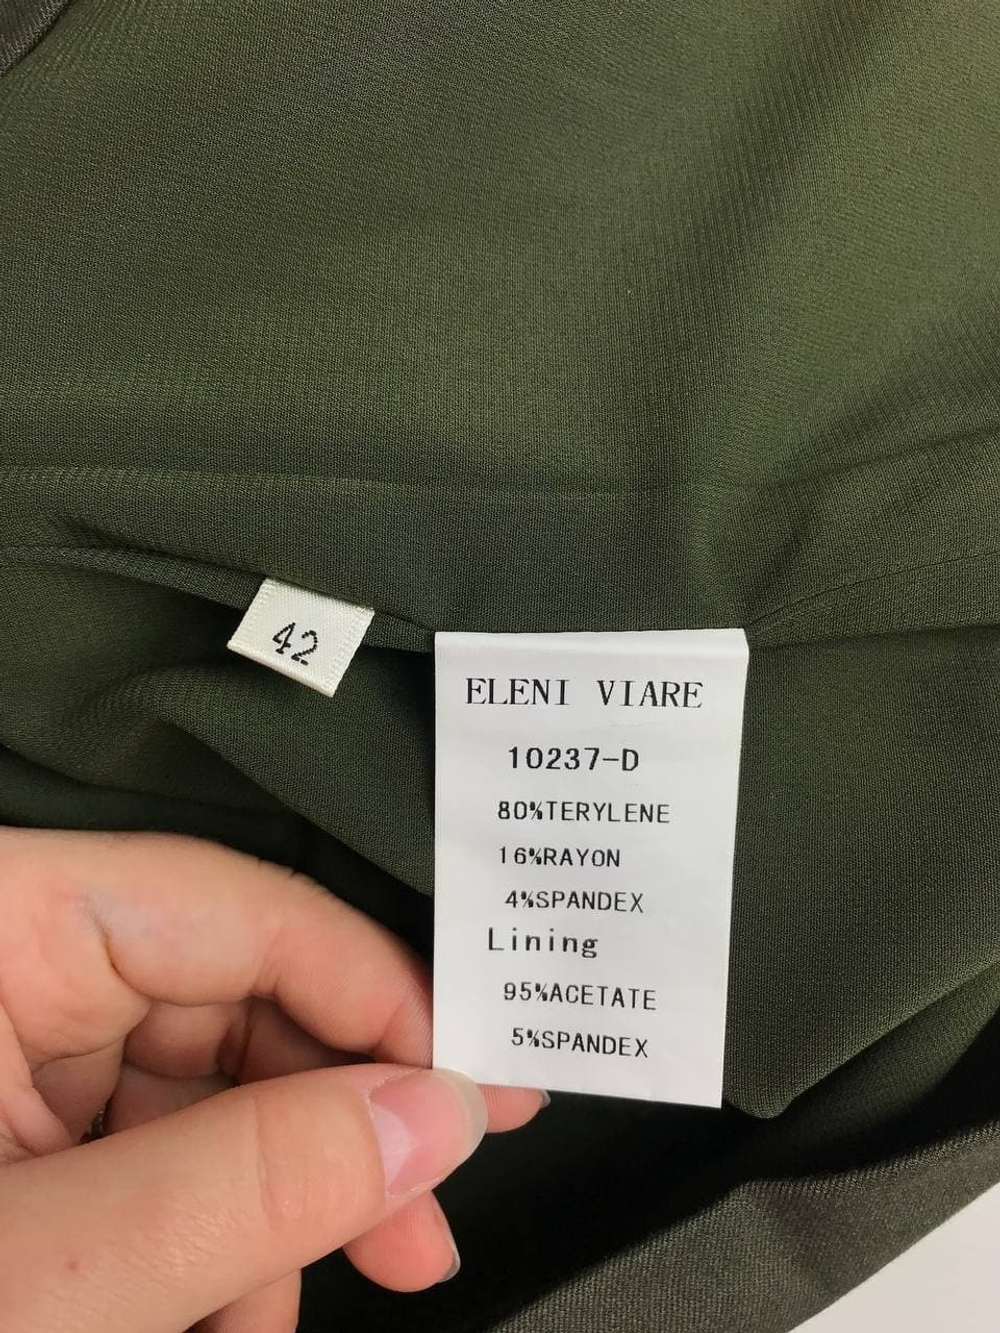 42
ELENI VIARE
10237-D
80%TERYLENE
16%RAYON
4%SPANDEX
Lining
95%ACETATE
5%SPANDEX